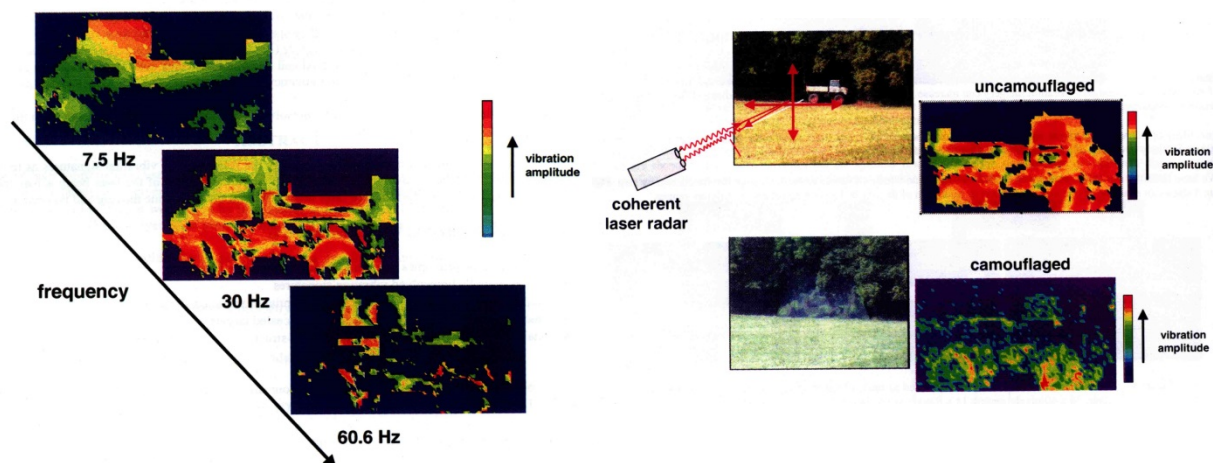 7.5 Hz
30 Hz
60.6 Hz
frequency
vibration
amplitude
coherent
laser radar
uncamouflaged
vibration
amplitude
camouflaged
vibration
amplitude